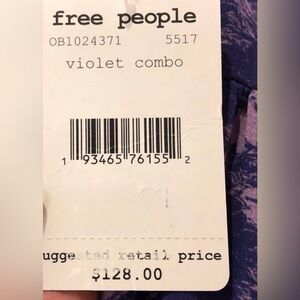 free people
OB1024371 5517
violet combo
1 93465 76155 2
uggested retail price
$128.00